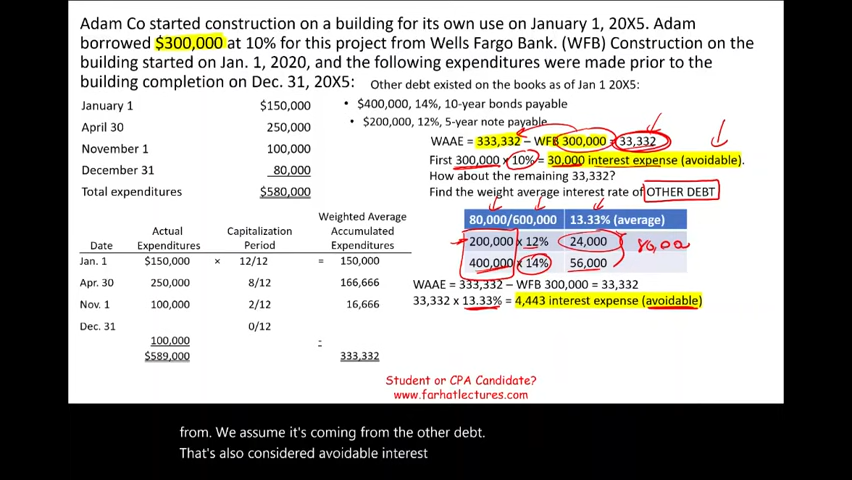 Adam Co started construction on a building for its own use on January 1, 20X5. Adam
borrowed $300,000 at 10% for this project from Wells Fargo Bank. (WFB) Construction on the
building started on Jan. 1, 2020, and the following expenditures were made prior to the
building completion on Dec. 31, 20X5:
Other debt existed on the books as of Jan 1 20X5:
January 1 $150,000
April 30 250,000
November 1 100,000
December 31 80,000
Total expenditures $580,000
• $400,000, 14%, 10-year bonds payable
• $200,000, 12%, 5-year note payable
WAAE = 333,332 – WFB 300,000 = 33,332
First 300,000 x 10% = 30,000 interest expense (avoidable).
How about the remaining 33,332?
Find the weight average interest rate of OTHER DEBT
80,000/600,000 13.33% (average)
200,000 x 12% 24,000
400,000 x 14% 56,000
80,000
WAAE = 333,332 – WFB 300,000 = 33,332
33,332 x 13.33% = 4,443 interest expense (avoidable)
Date Actual Expenditures Capitalization Period Weighted Average Accumulated Expenditures
Jan. 1 $150,000 × 12/12 = 150,000
Apr. 30 250,000 8/12 166,666
Nov. 1 100,000 2/12 16,666
Dec. 31 0/12
100,000 -
$589,000 333,332
Student or CPA Candidate?
www.farhatlectures.com
from. We assume it's coming from the other debt.
That's also considered avoidable interest